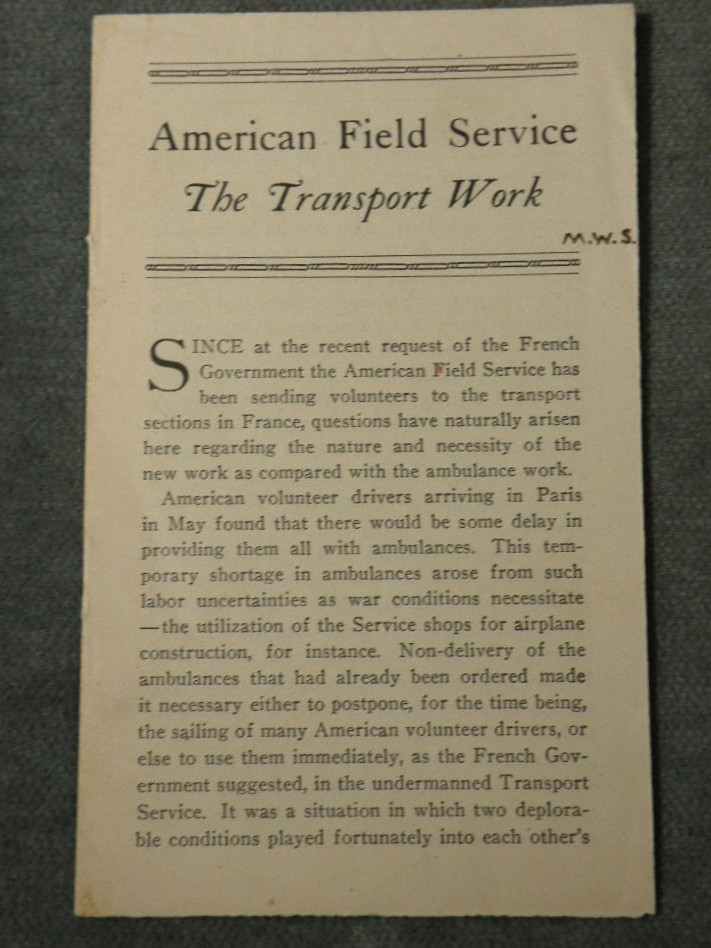 American Field Service
The Transport Work
M.W.S.
SINCE at the recent request of the French
Government the American Field Service has
been sending volunteers to the transport
sections in France, questions have naturally arisen
here regarding the nature and necessity of the
new work as compared with the ambulance work.
American volunteer drivers arriving in Paris
in May found that there would be some delay in
providing them all with ambulances. This tem-
porary shortage in ambulances arose from such
labor uncertainties as war conditions necessitate
—the utilization of the Service shops for airplane
construction, for instance. Non-delivery of the
ambulances that had already been ordered made
it necessary either to postpone, for the time being,
the sailing of many American volunteer drivers, or
else to use them immediately, as the French Gov-
ernment suggested, in the undermanned Transport
Service. It was a situation in which two deplora-
ble conditions played fortunately into each other's